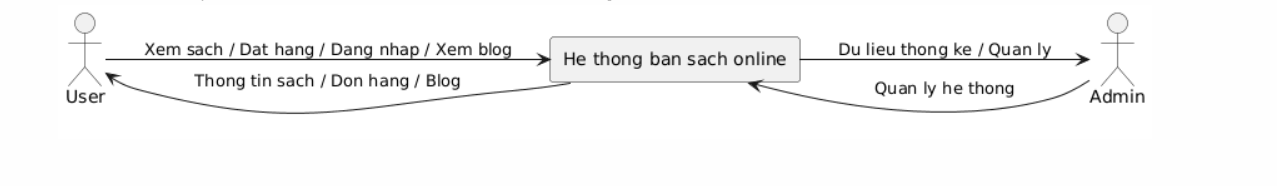 Xem sach / Dat hang / Dang nhap / Xem blog
Du lieu thong ke / Quan ly
He thong ban sach online
Thong tin sach / Don hang / Blog
Quan ly he thong
User
Admin